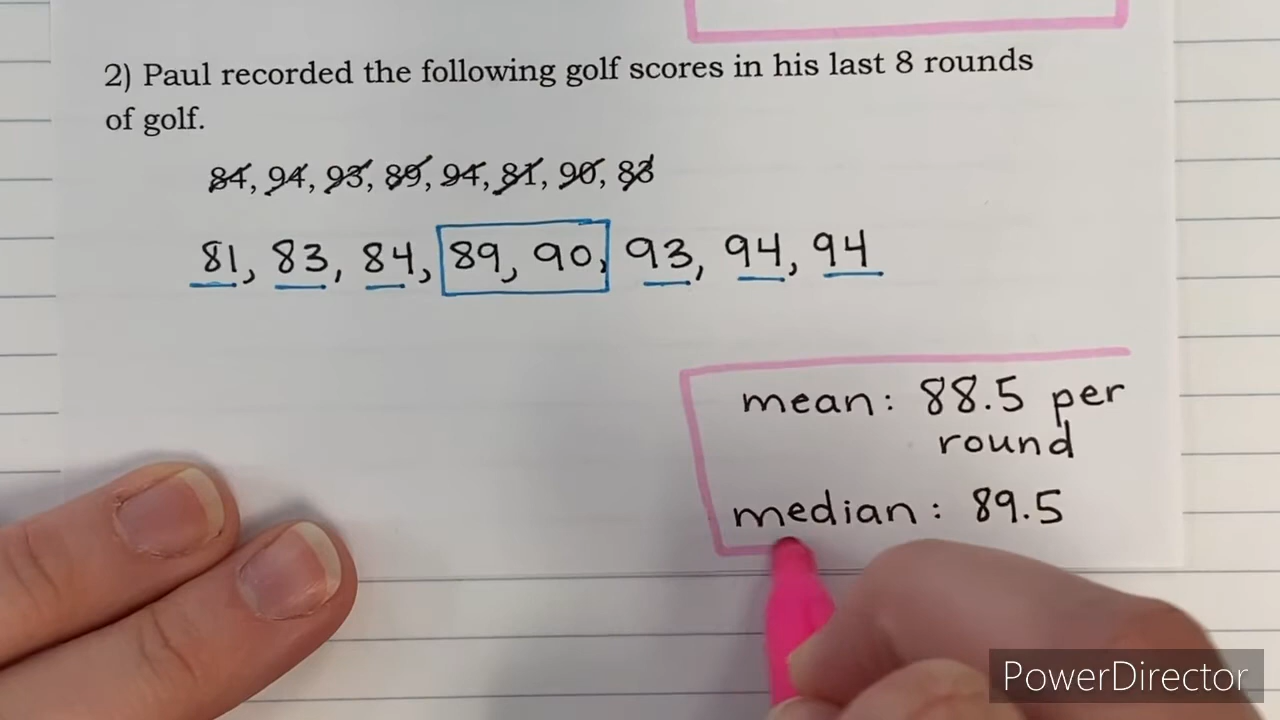 2) Paul recorded the following golf scores in his last 8 rounds
of golf.
84, 94, 93, 89, 94, 81, 90, 83
81, 83, 84, 89, 90, 93, 94, 94
mean: 88.5 per
round
median: 89.5
PowerDirector